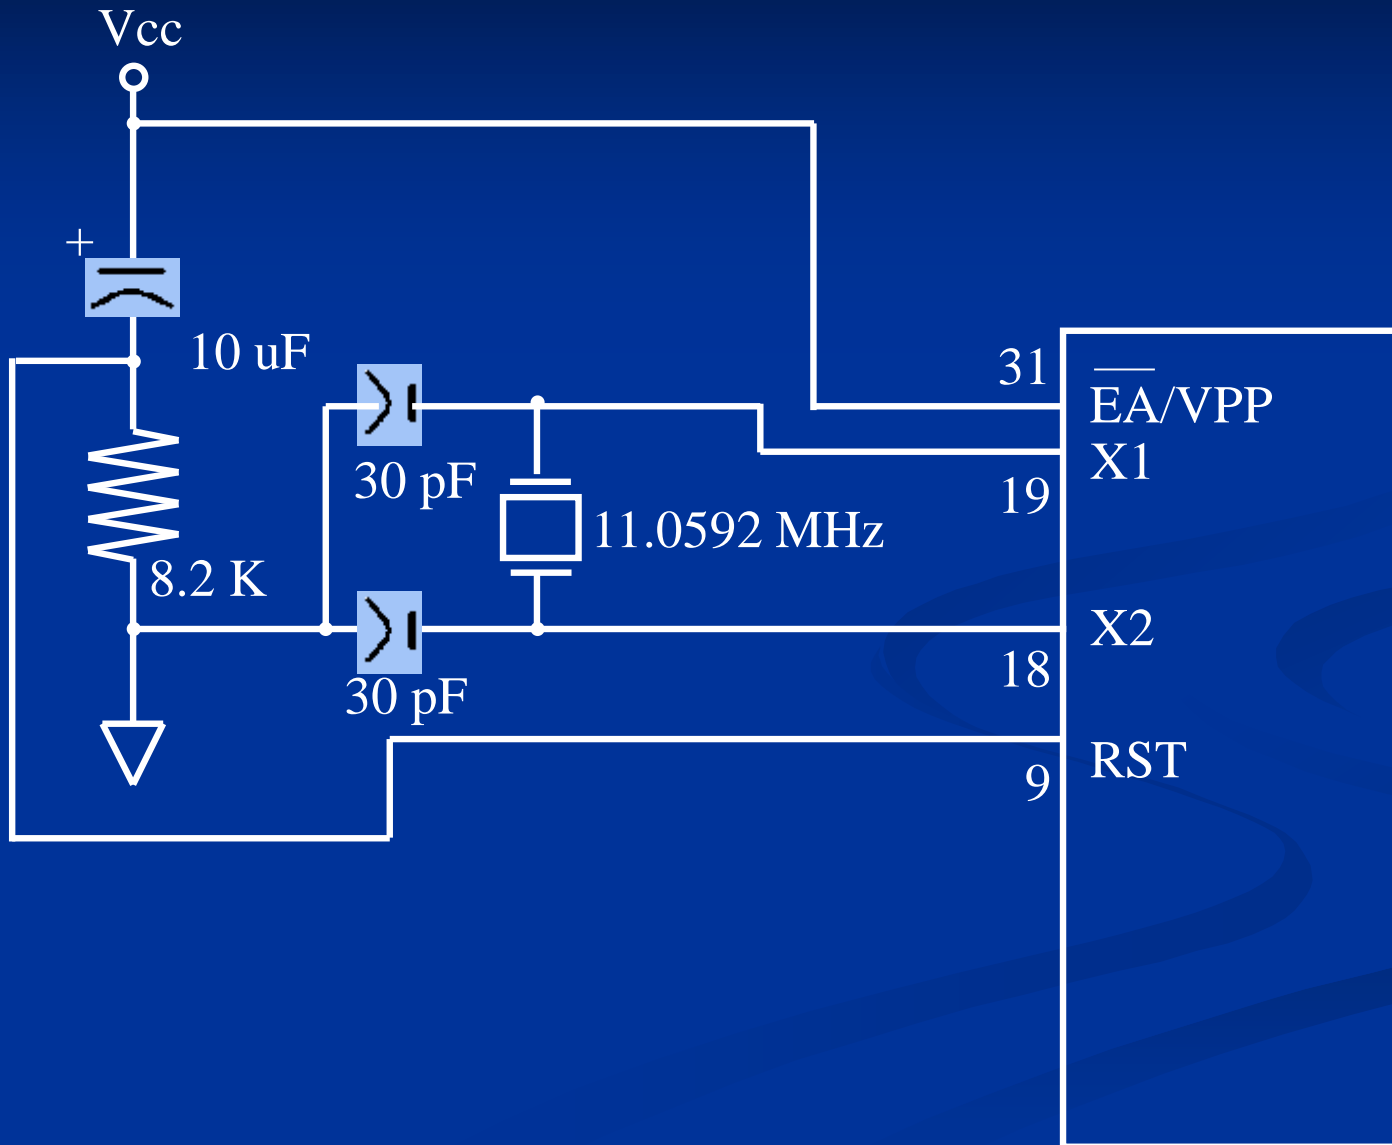 Vcc
+
10 uF
31
EA/VPP
30 pF
X1
19
11.0592 MHz
8.2 K
X2
18
30 pF
RST
9